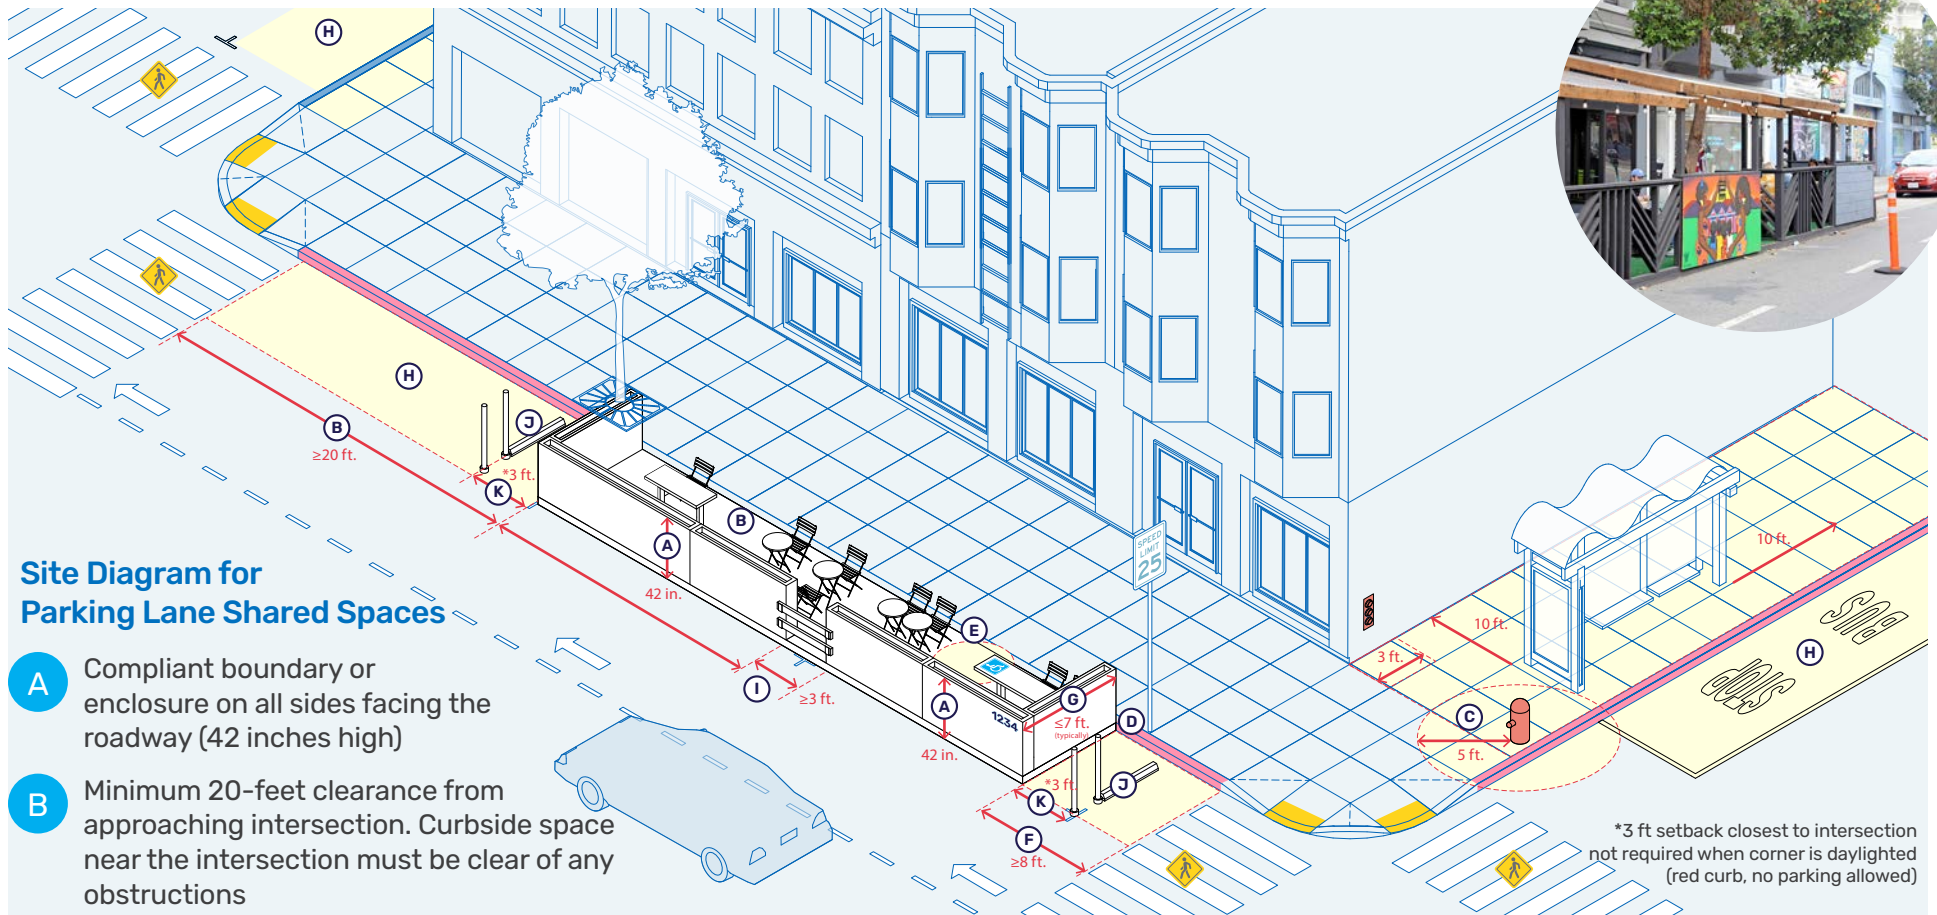 H
H
B
≥20 ft.
J
*3 ft.
K
B
A
42 in.
I
≥3 ft.
E
A
42 in.
1234
G
≤7 ft.
(typically)
D
*3 ft.
J
K
F
≥8 ft.
SPEED
LIMIT
25
10 ft.
10 ft.
3 ft.
C
5 ft.
H
BUS
STOP
Site Diagram for
Parking Lane Shared Spaces
A
Compliant boundary or
enclosure on all sides facing the
roadway (42 inches high)
B
Minimum 20-feet clearance from
approaching intersection. Curbside space
near the intersection must be clear of any
obstructions
*3 ft setback closest to intersection
not required when corner is daylighted
(red curb, no parking allowed)